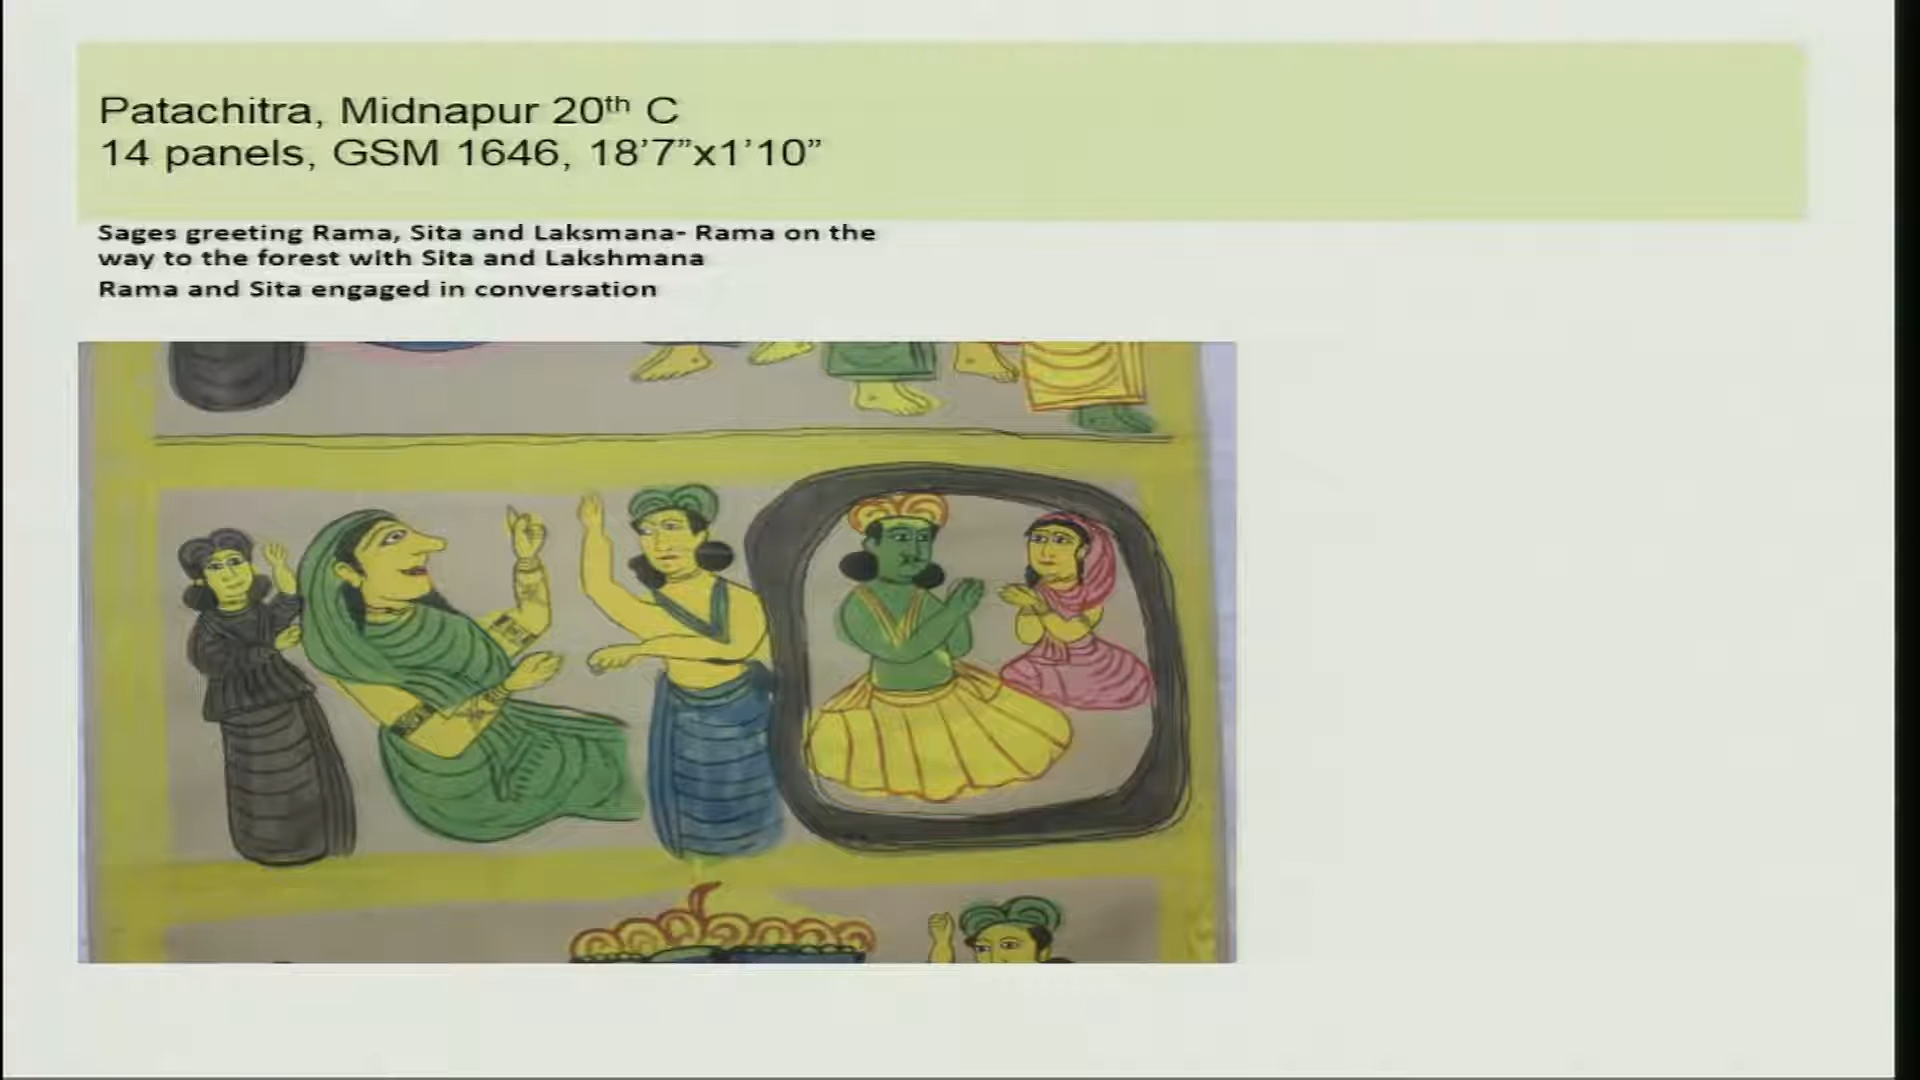 Patachitra, Midnapur 20th C
14 panels, GSM 1646, 18’7”x1’10”
Sages greeting Rama, Sita and Laksmana- Rama on the
way to the forest with Sita and Lakshmana
Rama and Sita engaged in conversation